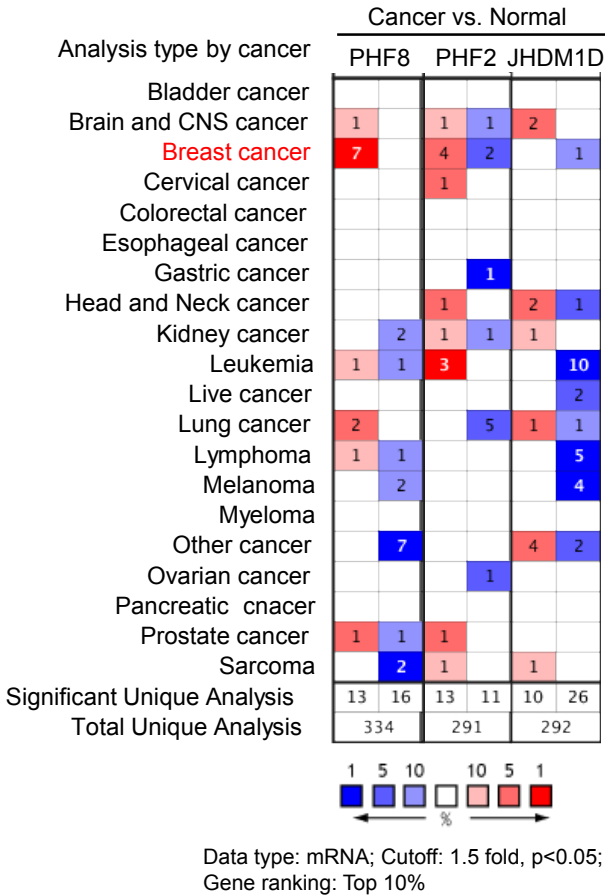 Cancer vs. Normal
Analysis type by cancer PHF8 PHF2 JHDM1D
Bladder cancer
Brain and CNS cancer 1 1 1 2
Breast cancer 7 4 2 1
Cervical cancer 1
Colorectal cancer
Esophageal cancer
Gastric cancer 1
Head and Neck cancer 1 2 1
Kidney cancer 2 1 1 1
Leukemia 1 1 3 10
Live cancer 2
Lung cancer 2 5 1 1
Lymphoma 1 1 5
Melanoma 2 4
Myeloma
Other cancer 7 4 2
Ovarian cancer 1
Pancreatic cnacer
Prostate cancer 1 1 1
Sarcoma 2 1 1
Significant Unique Analysis 13 16 13 11 10 26
Total Unique Analysis 334 291 292
1 5 10 10 5 1
%
Data type: mRNA; Cutoff: 1.5 fold, p<0.05;
Gene ranking: Top 10%